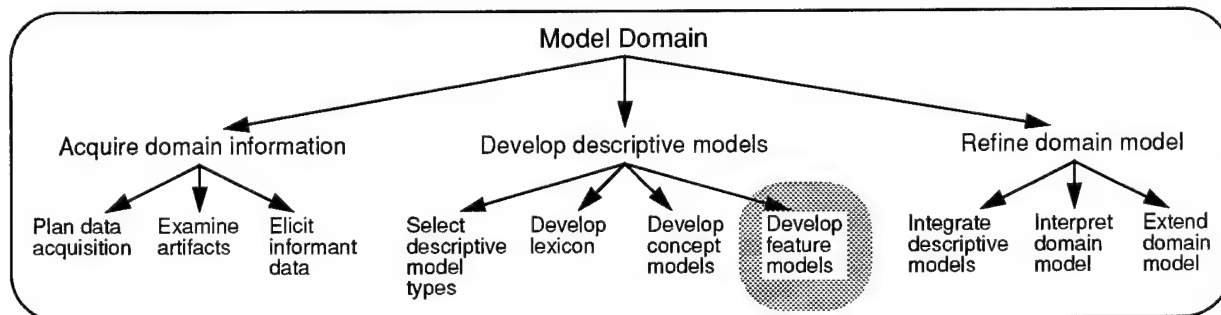 Model Domain
Acquire domain information
Develop descriptive models
Refine domain model
Plan data
acquisition
Examine
artifacts
Elicit
informant
data
Select
descriptive
model
types
Develop
lexicon
Develop
concept
models
Develop
feature
models
Integrate
descriptive
models
Interpret
domain
model
Extend
domain
model